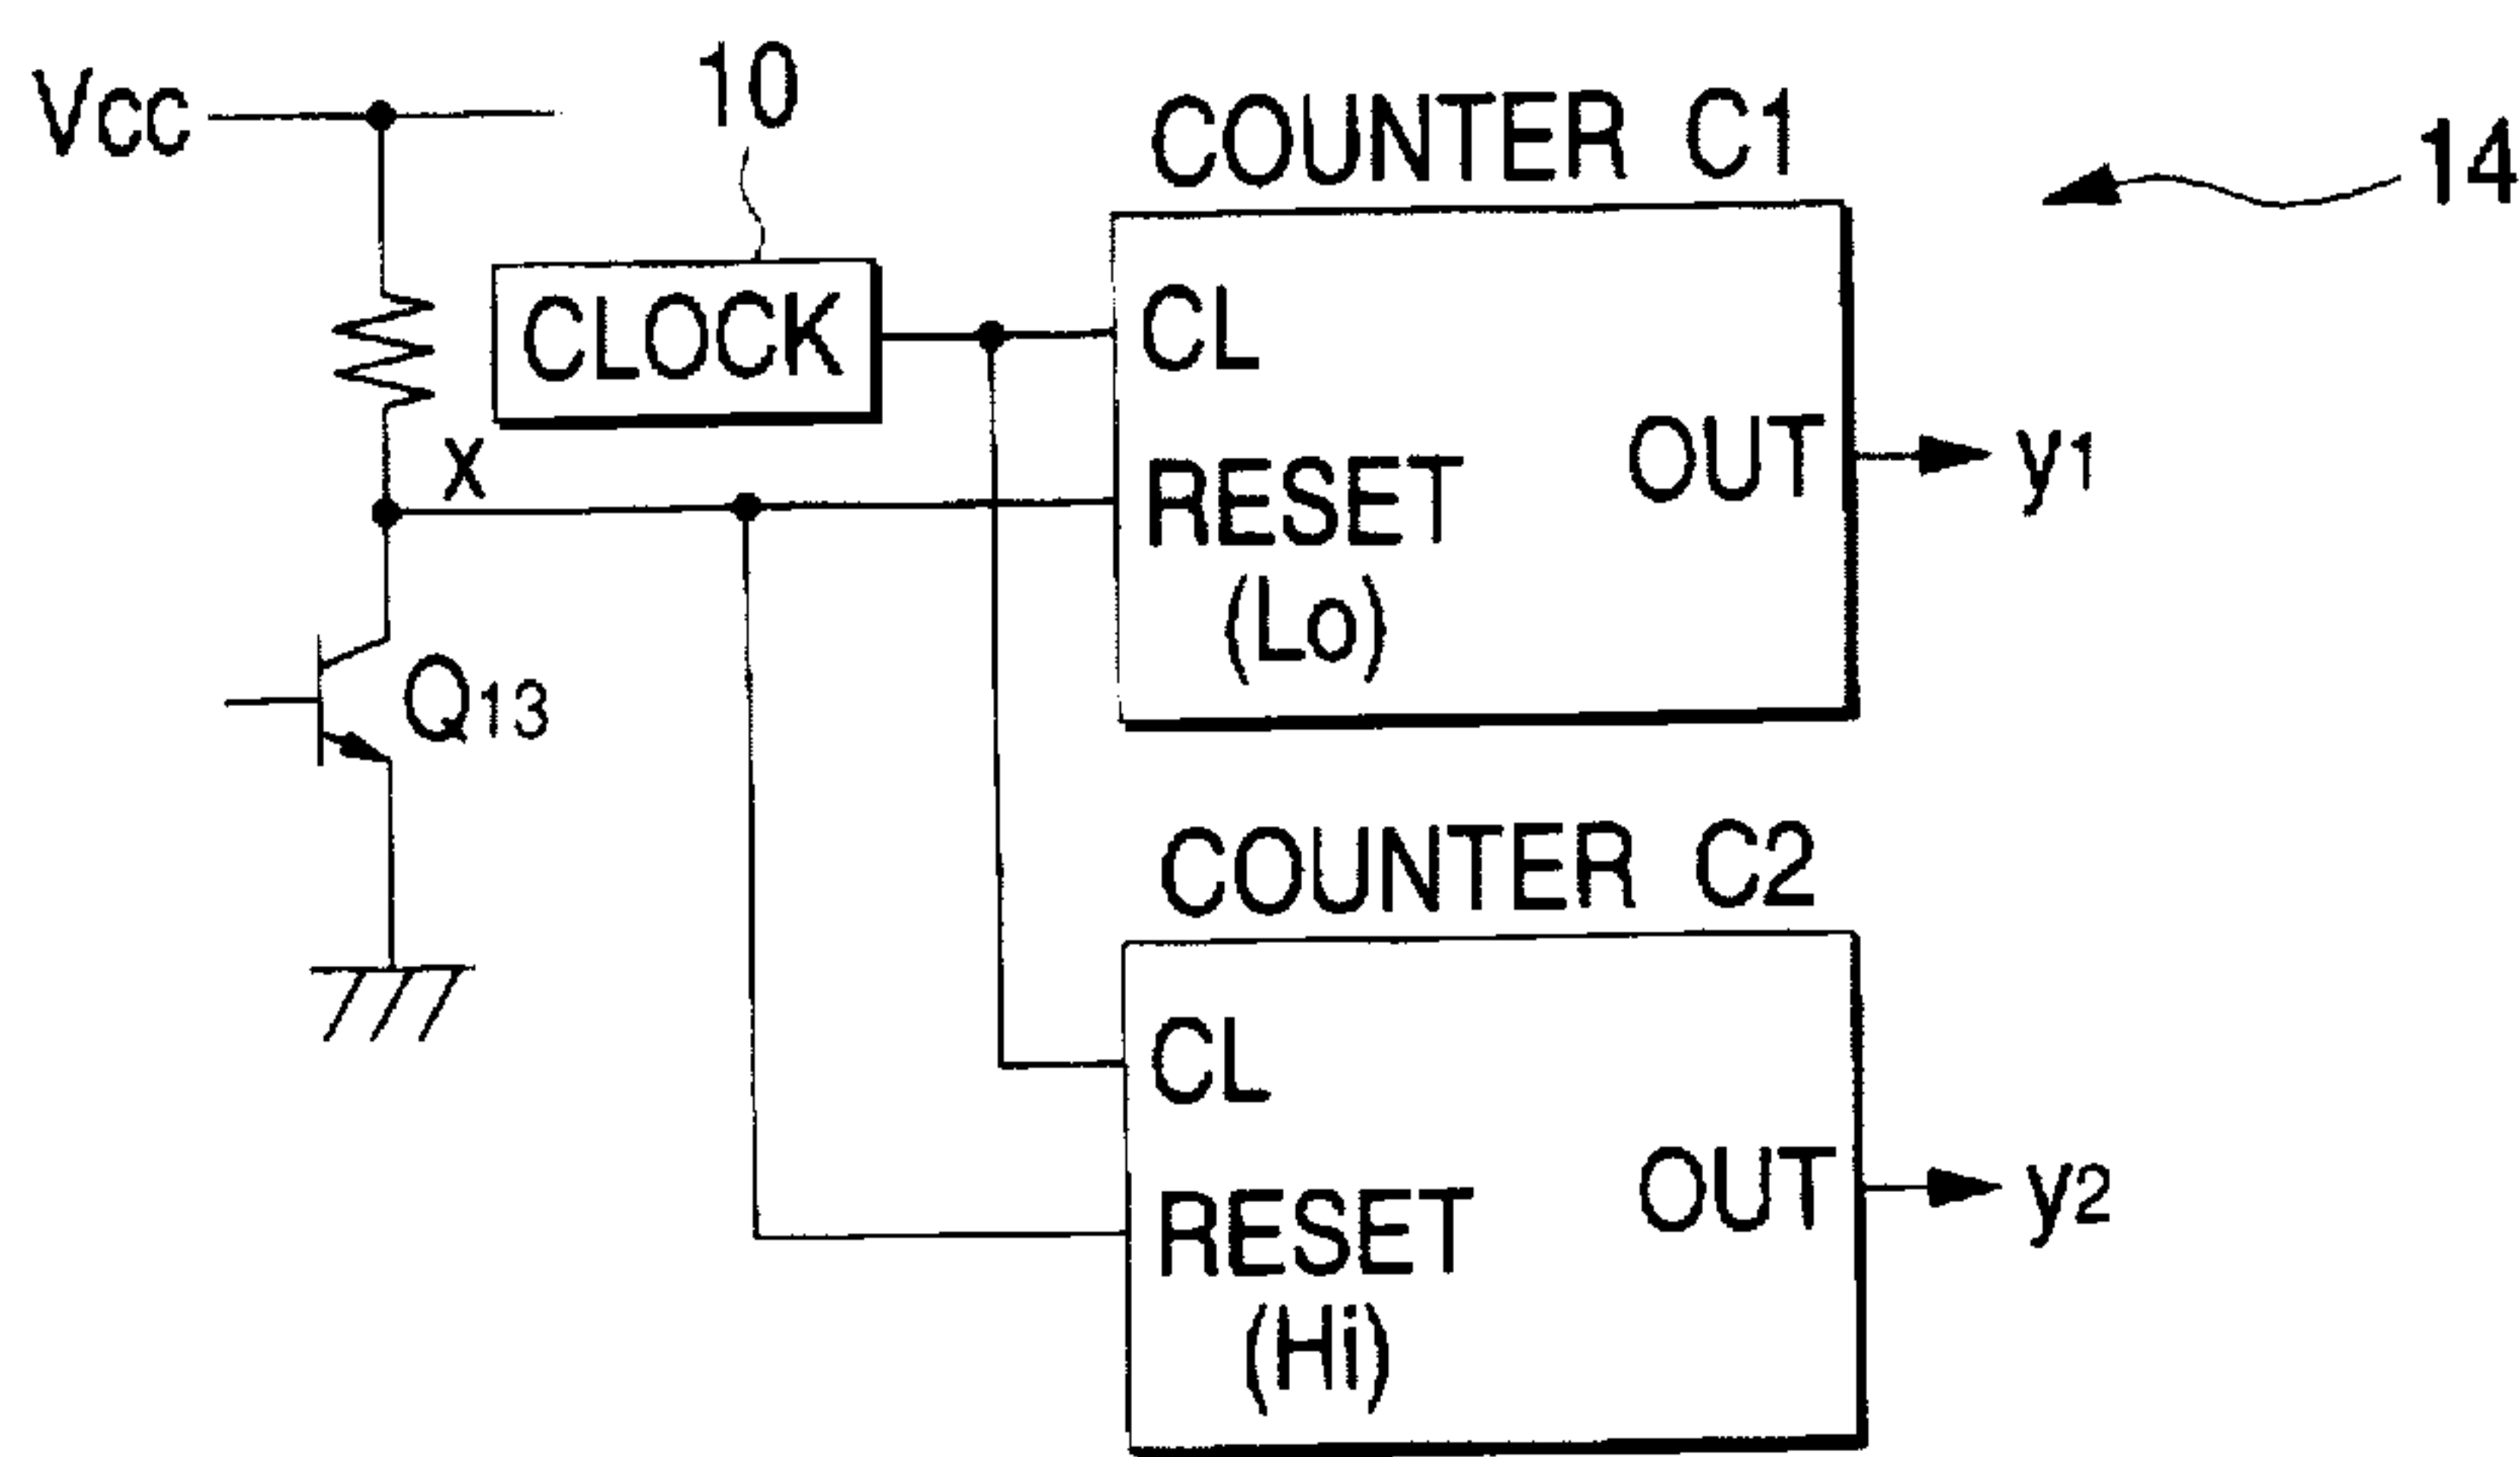 Vcc
10
COUNTER C1
14
CLOCK
CL
RESET
(Lo)
OUT
y1
x
Q13
COUNTER C2
CL
RESET
(Hi)
OUT
y2